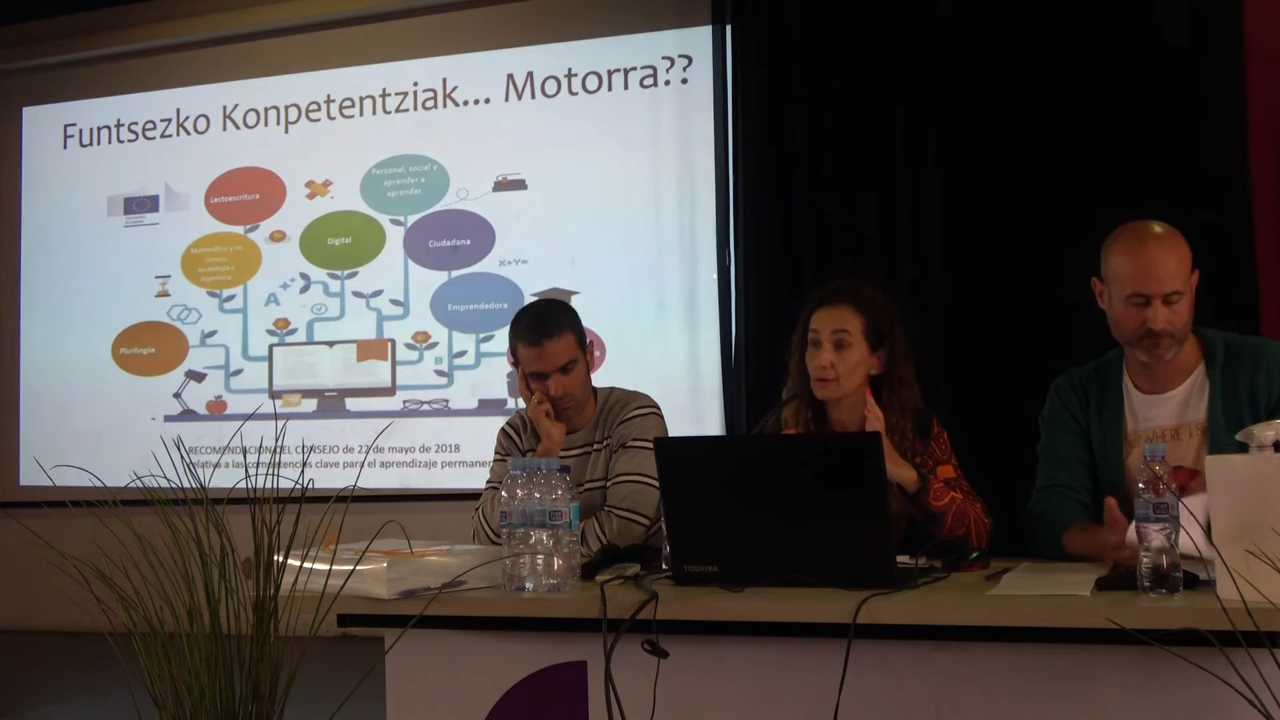 Funtsezko Konpetentziak... Motorra??
Personal, social y
aprender a
aprender
Lectoescritura
Digital
Ciudadana
X+Y=
Emprendedora
Plurilingüe
A
B
RECOMENDACIÓN DEL CONSEJO de 22 de mayo de 2018
relativa a las competencias clave para el aprendizaje
TOSHIBA